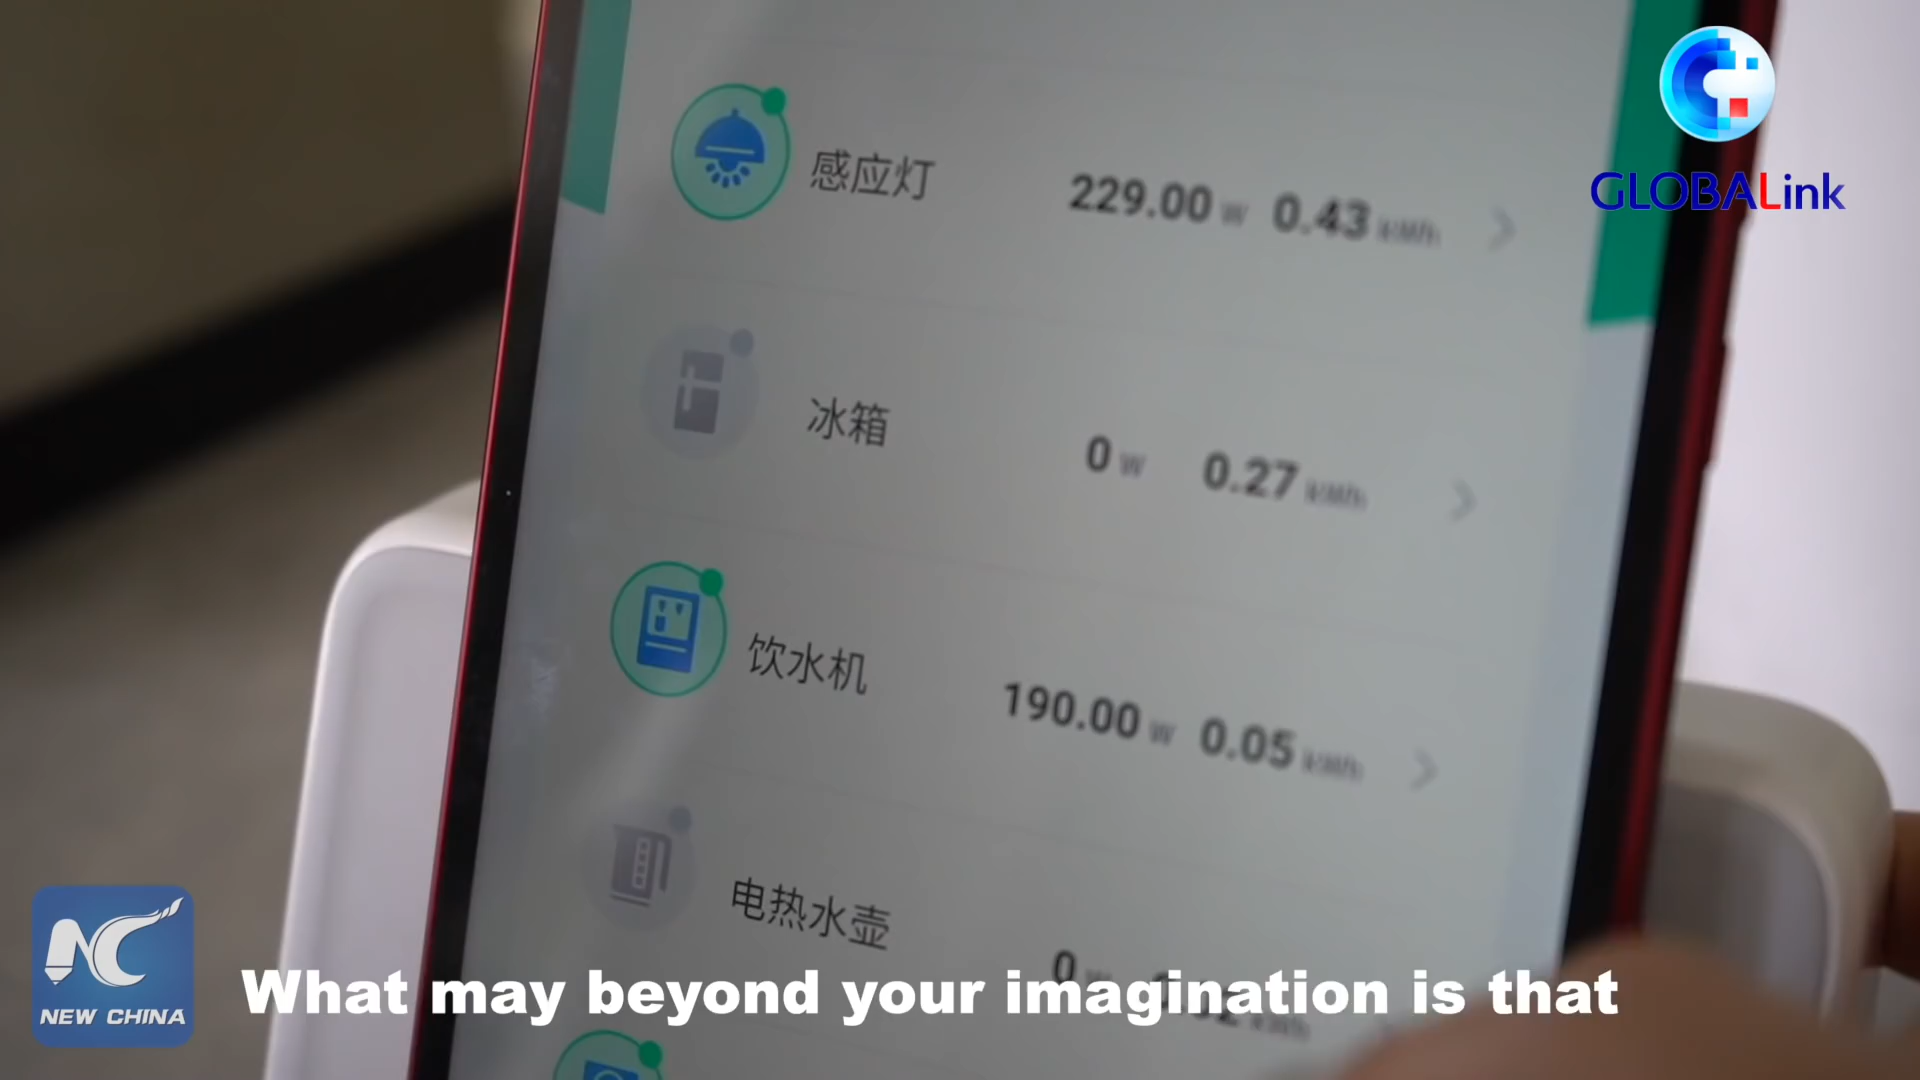 GLOBALink
感应灯 229.00 W 0.43 kWh
冰箱 0 W 0.27 kWh
饮水机 190.00 W 0.05 kWh
电热水壶 0 W
What may beyond your imagination is that
NEW CHINA